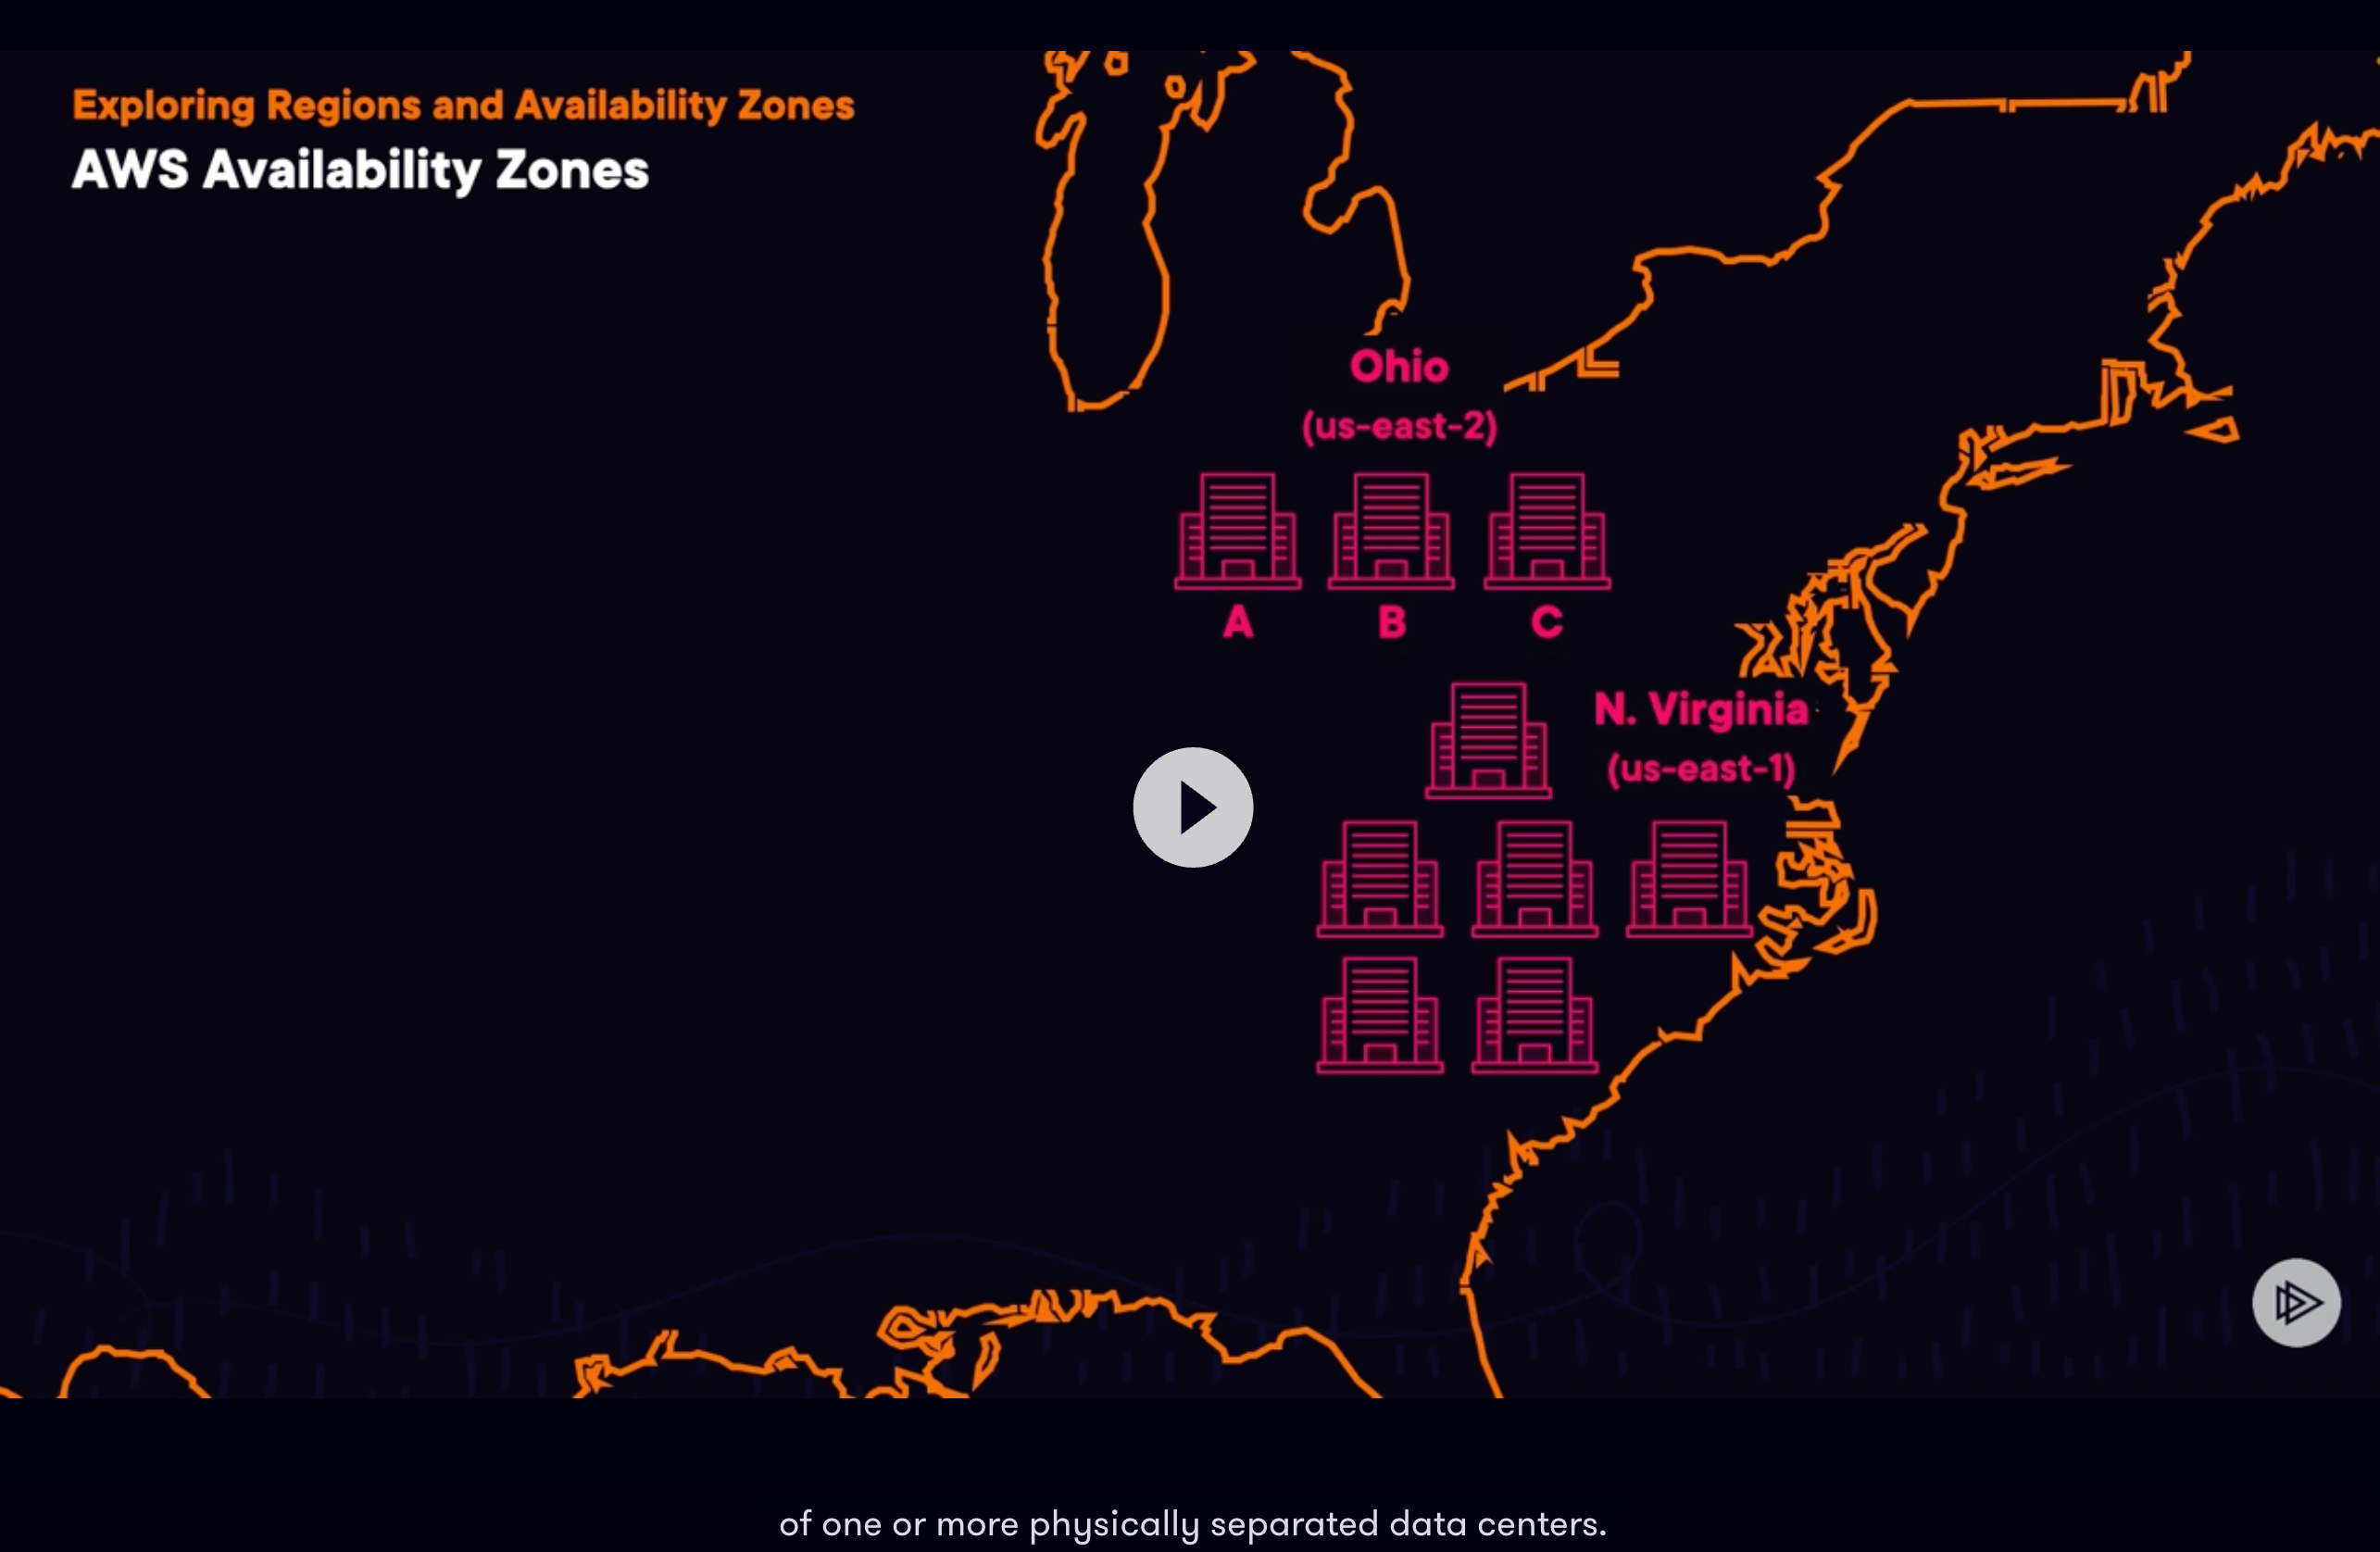 Exploring Regions and Availability Zones
AWS Availability Zones
Ohio
(us-east-2)
A B C
N. Virginia
(us-east-1)
of one or more physically separated data centers.